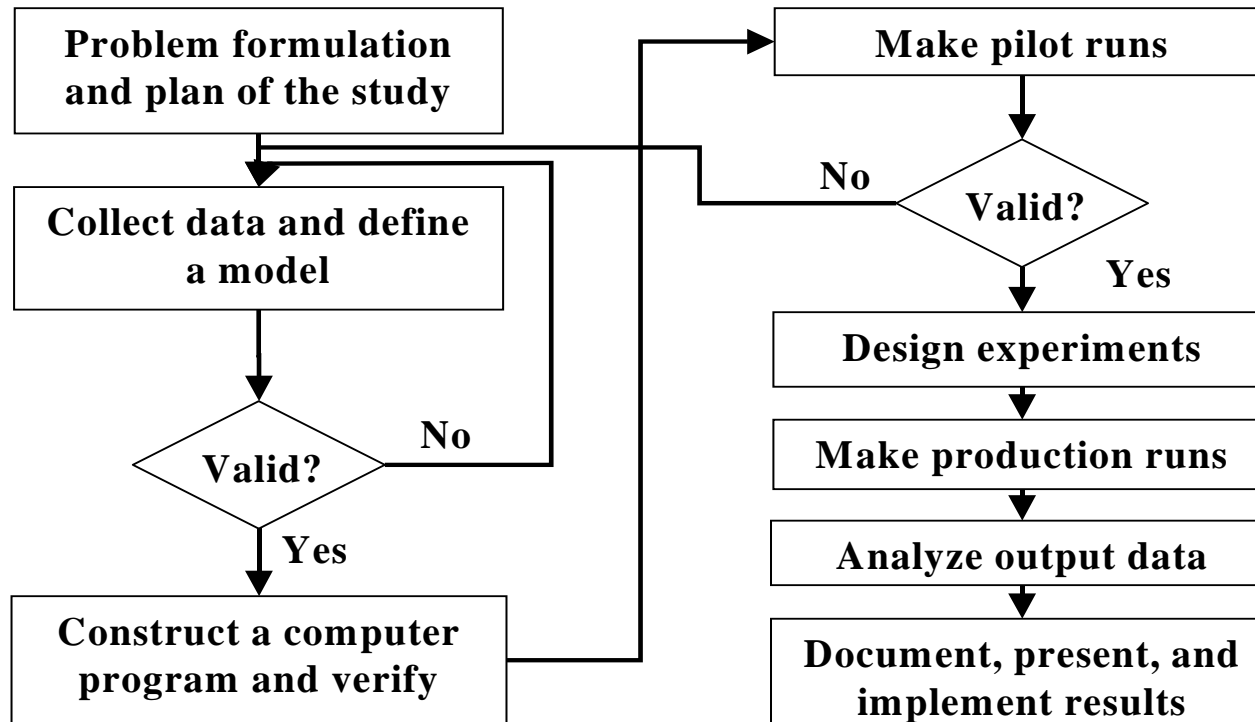 Problem formulation
and plan of the study
Collect data and define
a model
Valid?
No
Yes
Construct a computer
program and verify
Make pilot runs
No
Valid?
Yes
Design experiments
Make production runs
Analyze output data
Document, present, and
implement results